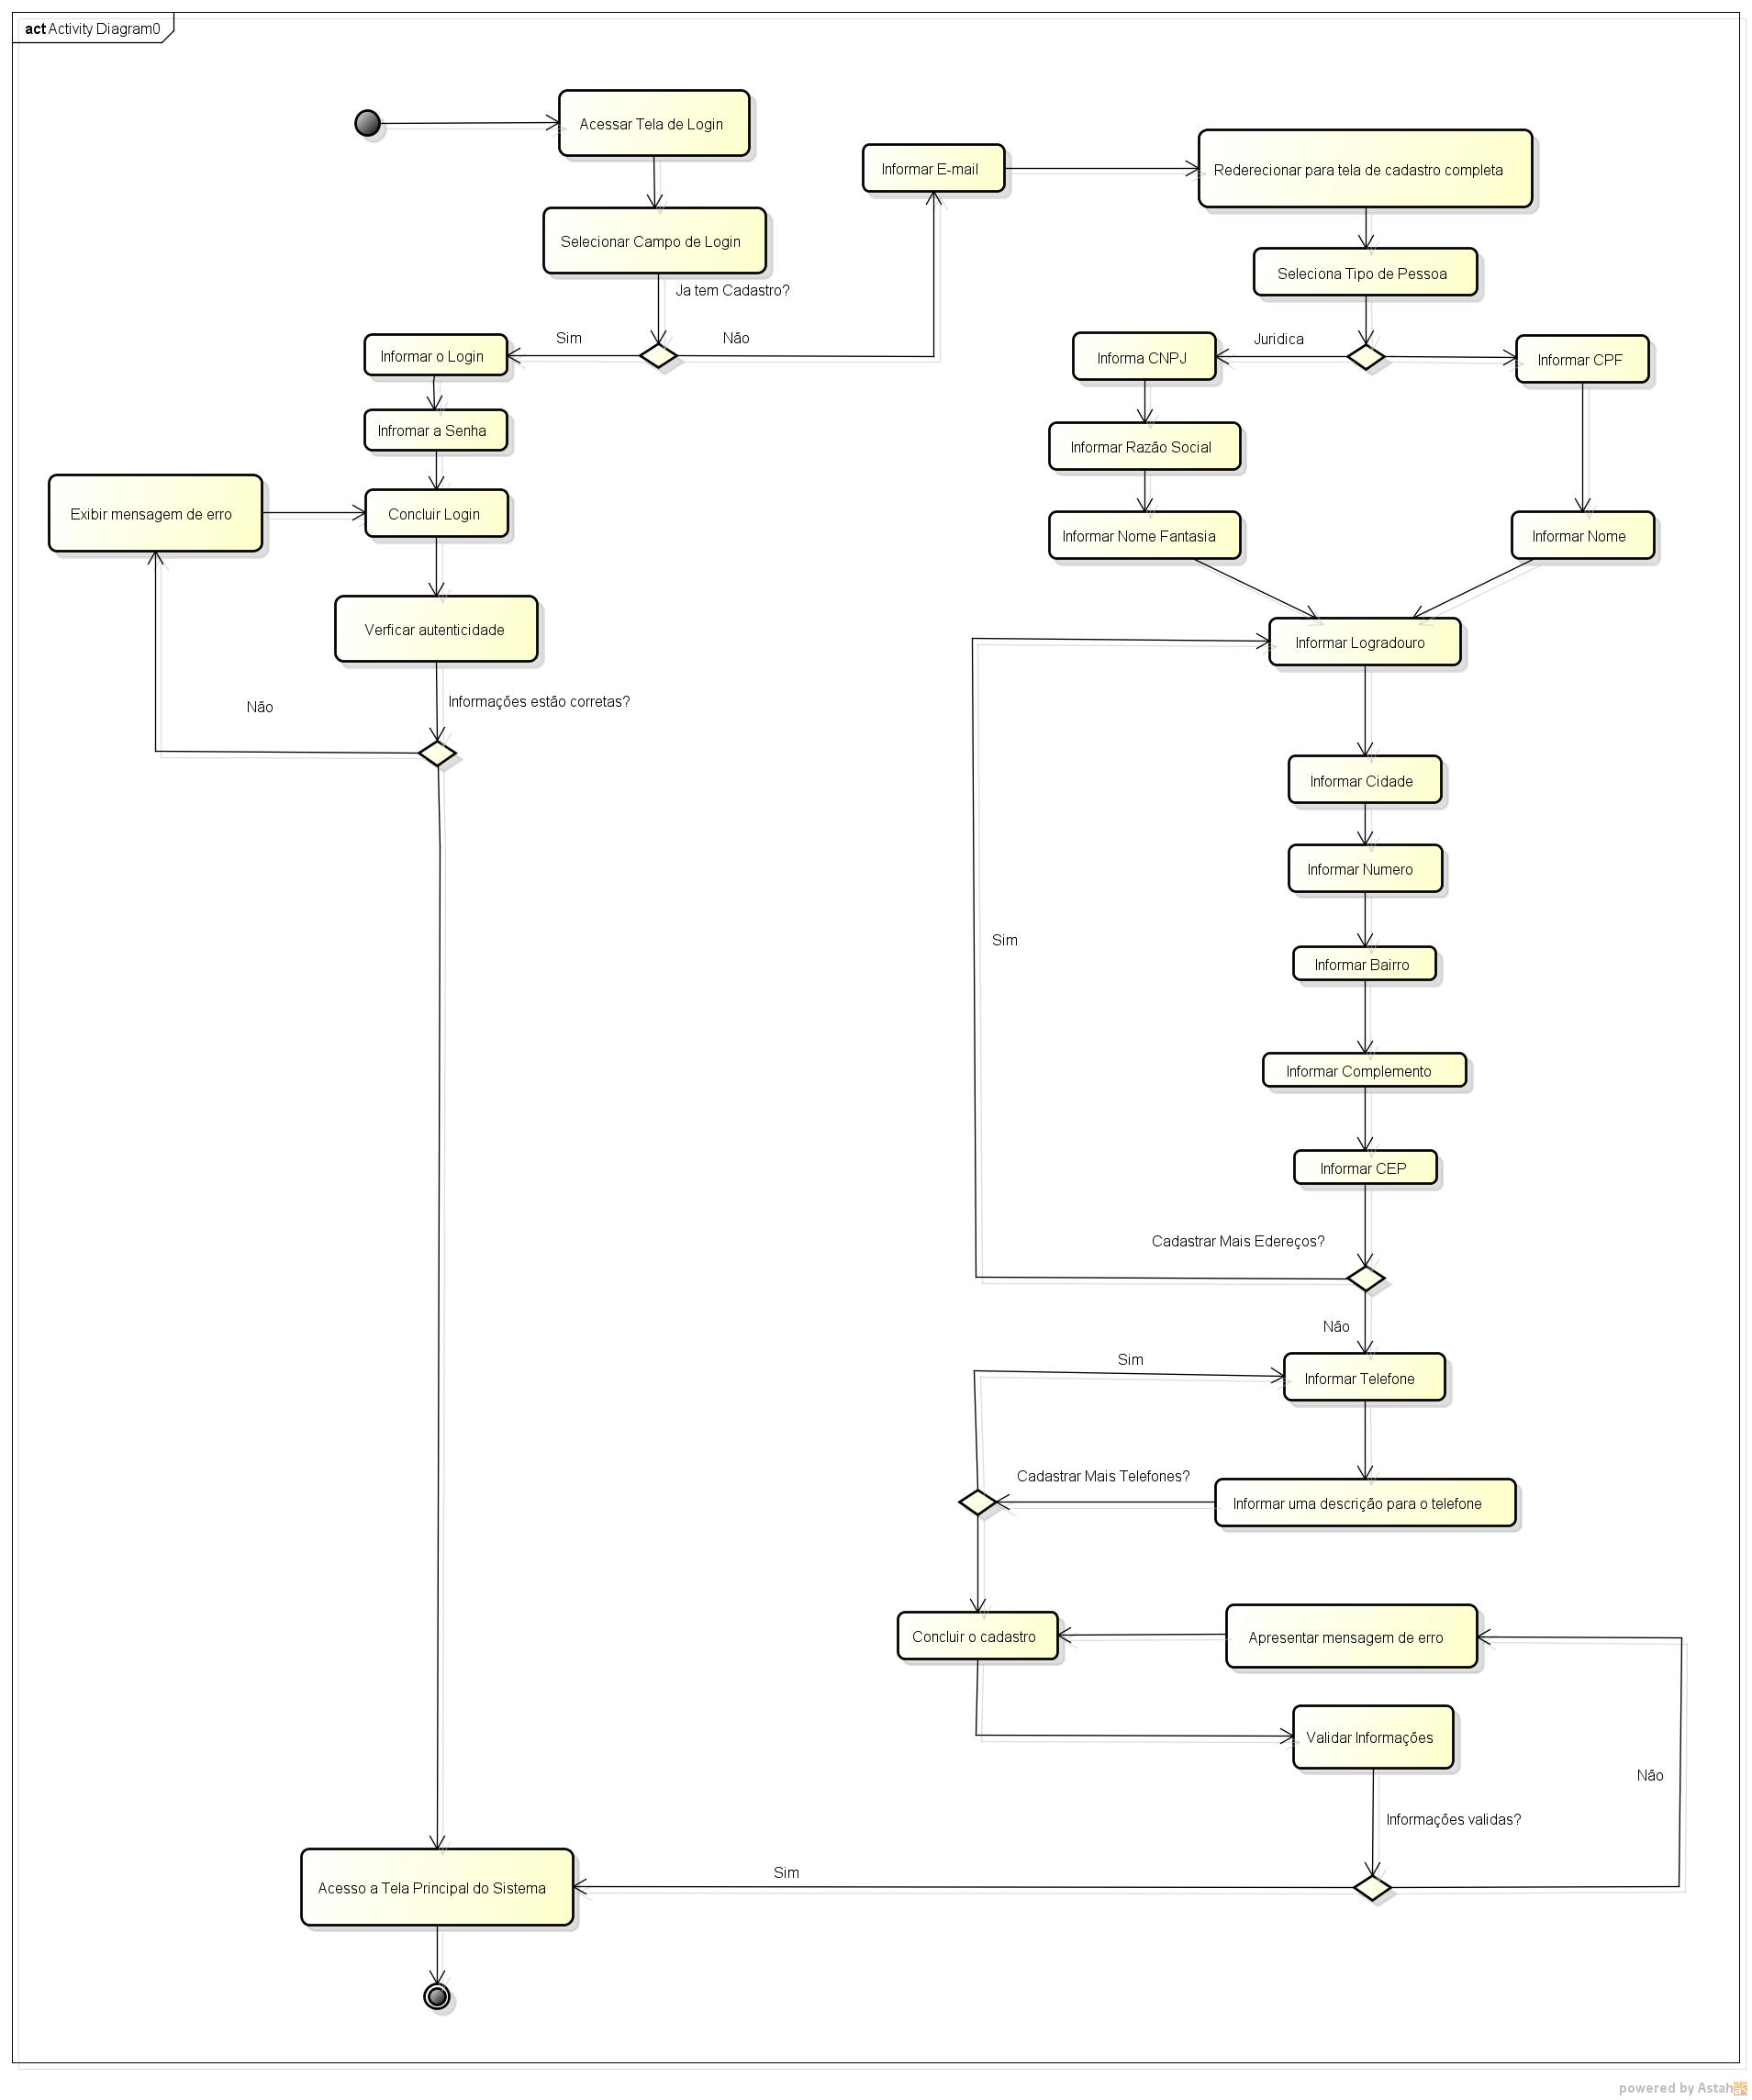 act Activity Diagram0
Acessar Tela de Login
Selecionar Campo de Login
Ja tem Cadastro?
Sim
Não
Informar o Login
Infromar a Senha
Concluir Login
Exibir mensagem de erro
Verficar autenticidade
Informações estão corretas?
Não
Informar E-mail
Rederecionar para tela de cadastro completa
Seleciona Tipo de Pessoa
Juridica
Informa CNPJ
Informar CPF
Informar Razão Social
Informar Nome Fantasia
Informar Nome
Informar Logradouro
Informar Cidade
Informar Numero
Sim
Informar Bairro
Informar Complemento
Informar CEP
Cadastrar Mais Edereços?
Não
Sim
Informar Telefone
Cadastrar Mais Telefones?
Informar uma descrição para o telefone
Concluir o cadastro
Apresentar mensagem de erro
Validar Informações
Não
Informações validas?
Sim
Acesso a Tela Principal do Sistema
powered by Astah